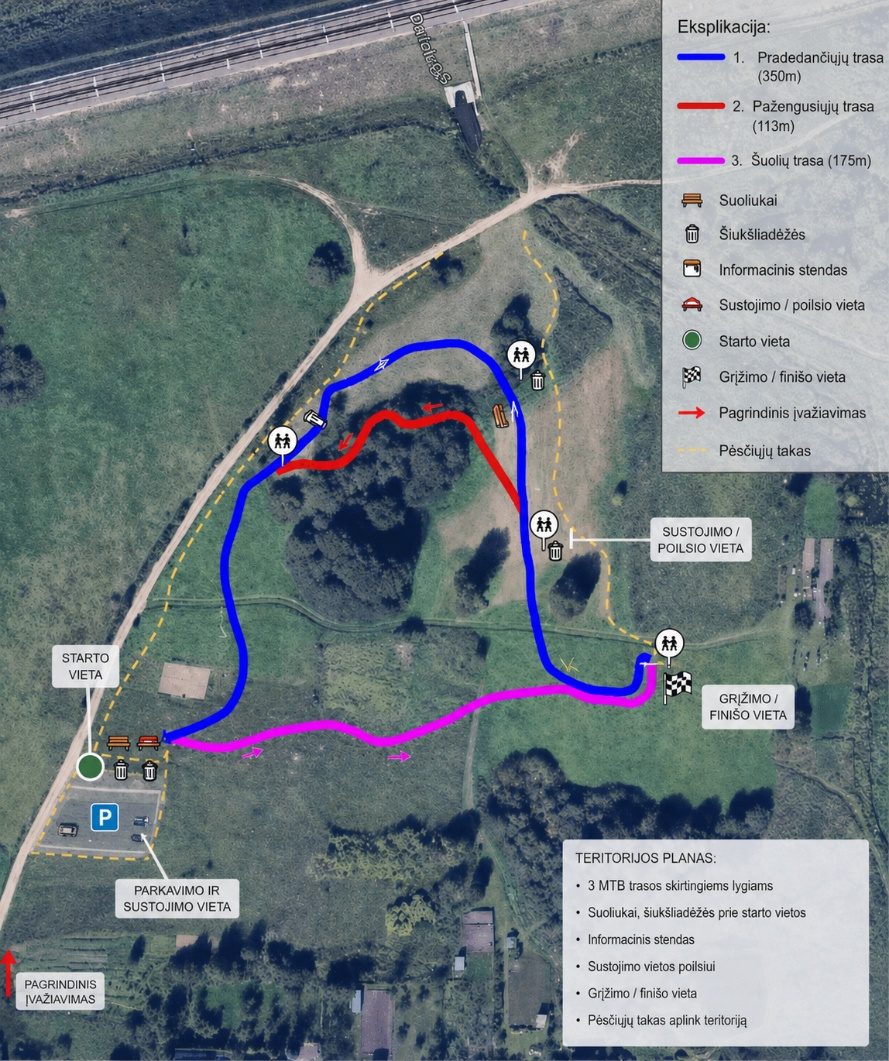 Eksplikacija:
1. Pradedančiųjų trasa
(350m)
2. Pažengusiųjų trasa
(113m)
3. Šuolių trasa (175m)
Suoliukai
Šiukšliadėžės
Informacinis stendas
Sustojimo / poilsio vieta
Starto vieta
Grįžimo / finišo vieta
Pagrindinis įvažiavimas
Pėsčiųjų takas
SUSTOJIMO /
POILSIO VIETA
STARTO
VIETA
GRĮŽIMO /
FINIŠO VIETA
P
PARKAVIMO IR
SUSTOJIMO VIETA
PAGRINDINIS
ĮVAŽIAVIMAS
TERITORIJOS PLANAS:
• 3 MTB trasos skirtingiems lygiams
• Suoliukai, šiukšliadėžės prie starto vietos
• Informacinis stendas
• Sustojimo vietos poilsiui
• Grįžimo / finišo vieta
• Pėsčiųjų takas aplink teritoriją